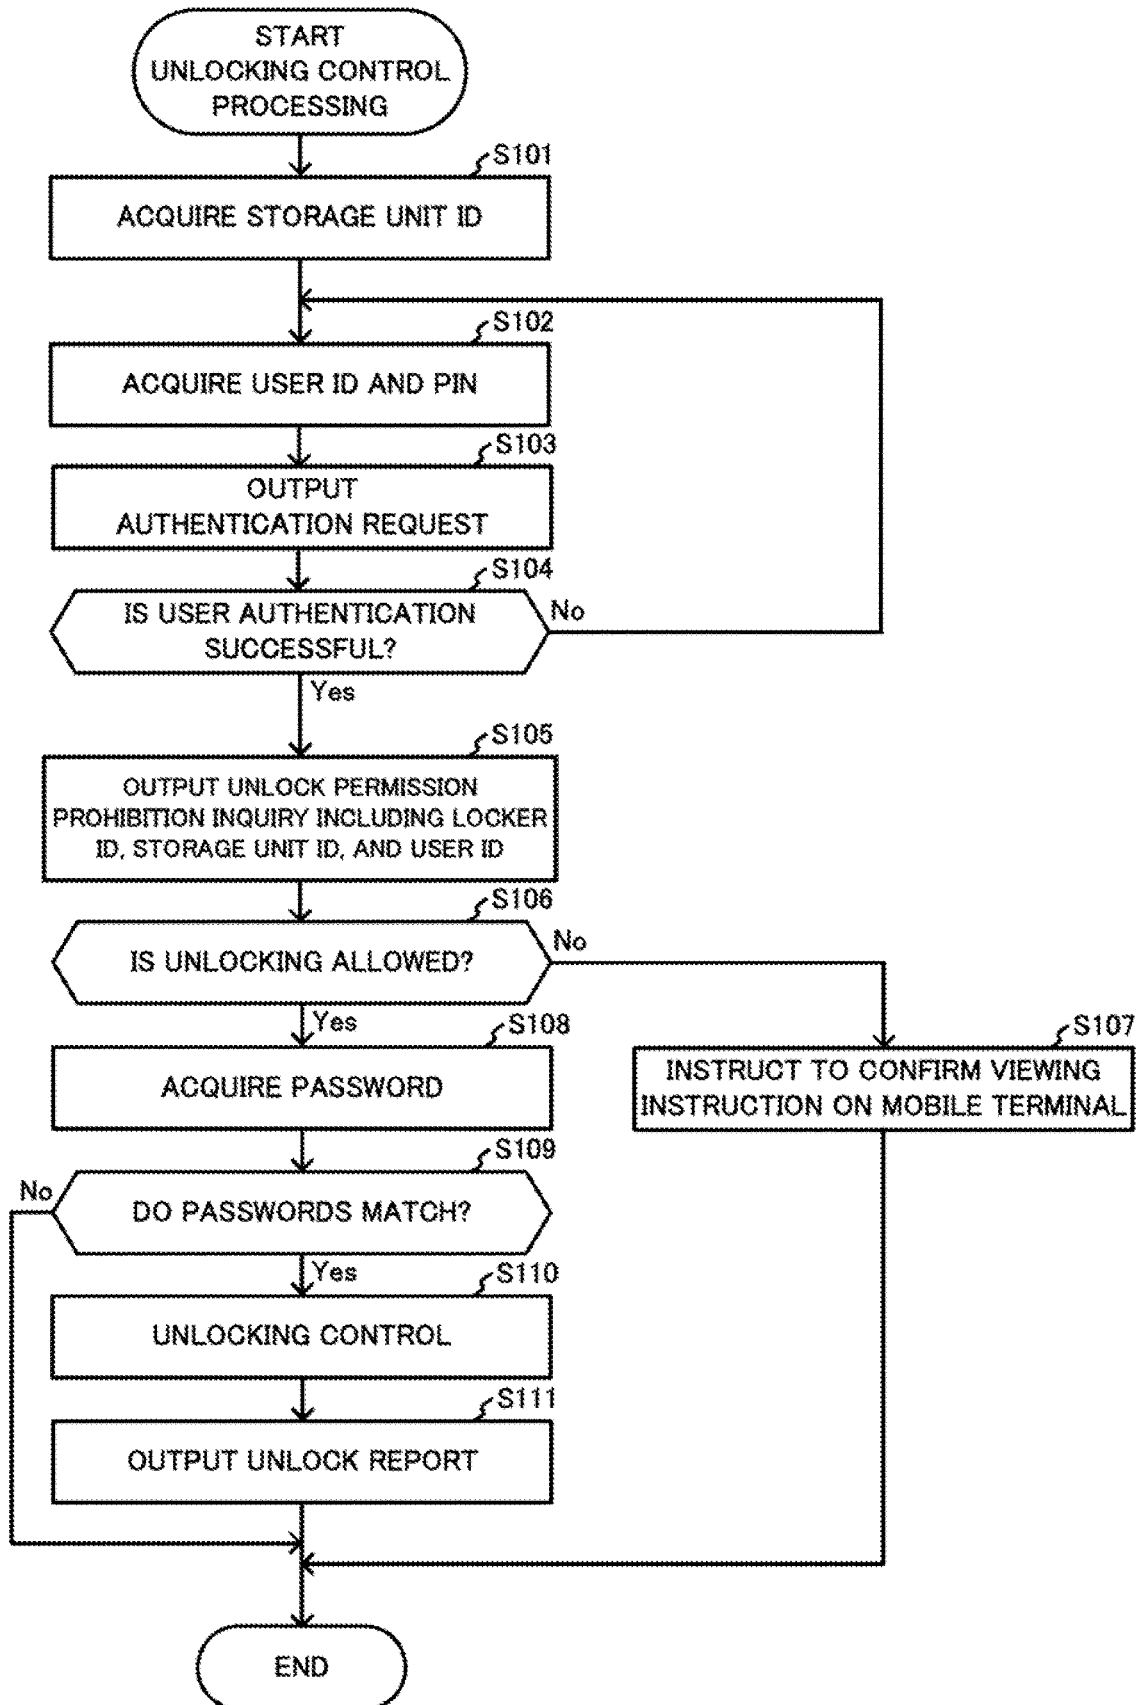 START
UNLOCKING CONTROL
PROCESSING
S101
ACQUIRE STORAGE UNIT ID
S102
ACQUIRE USER ID AND PIN
S103
OUTPUT
AUTHENTICATION REQUEST
S104
IS USER AUTHENTICATION
SUCCESSFUL?
No
Yes
S105
OUTPUT UNLOCK PERMISSION
PROHIBITION INQUIRY INCLUDING LOCKER
ID, STORAGE UNIT ID, AND USER ID
S106
IS UNLOCKING ALLOWED?
No
Yes
S107
INSTRUCT TO CONFIRM VIEWING
INSTRUCTION ON MOBILE TERMINAL
S108
ACQUIRE PASSWORD
S109
No
DO PASSWORDS MATCH?
Yes
S110
UNLOCKING CONTROL
S111
OUTPUT UNLOCK REPORT
END